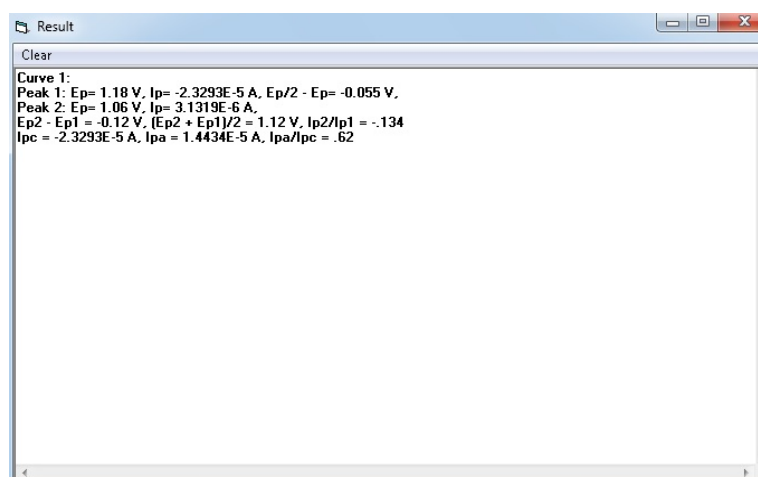 Result
Clear
Curve 1:
Peak 1: Ep= 1.18 V, Ip= -2.3293E-5 A, Ep/2 - Ep= -0.055 V,
Peak 2: Ep= 1.06 V, Ip= 3.1319E-6 A,
Ep2 - Ep1 = -0.12 V, (Ep2 + Ep1)/2 = 1.12 V, Ip2/Ip1 = -.134
Ipc = -2.3293E-5 A, Ipa = 1.4434E-5 A, Ipa/Ipc = .62